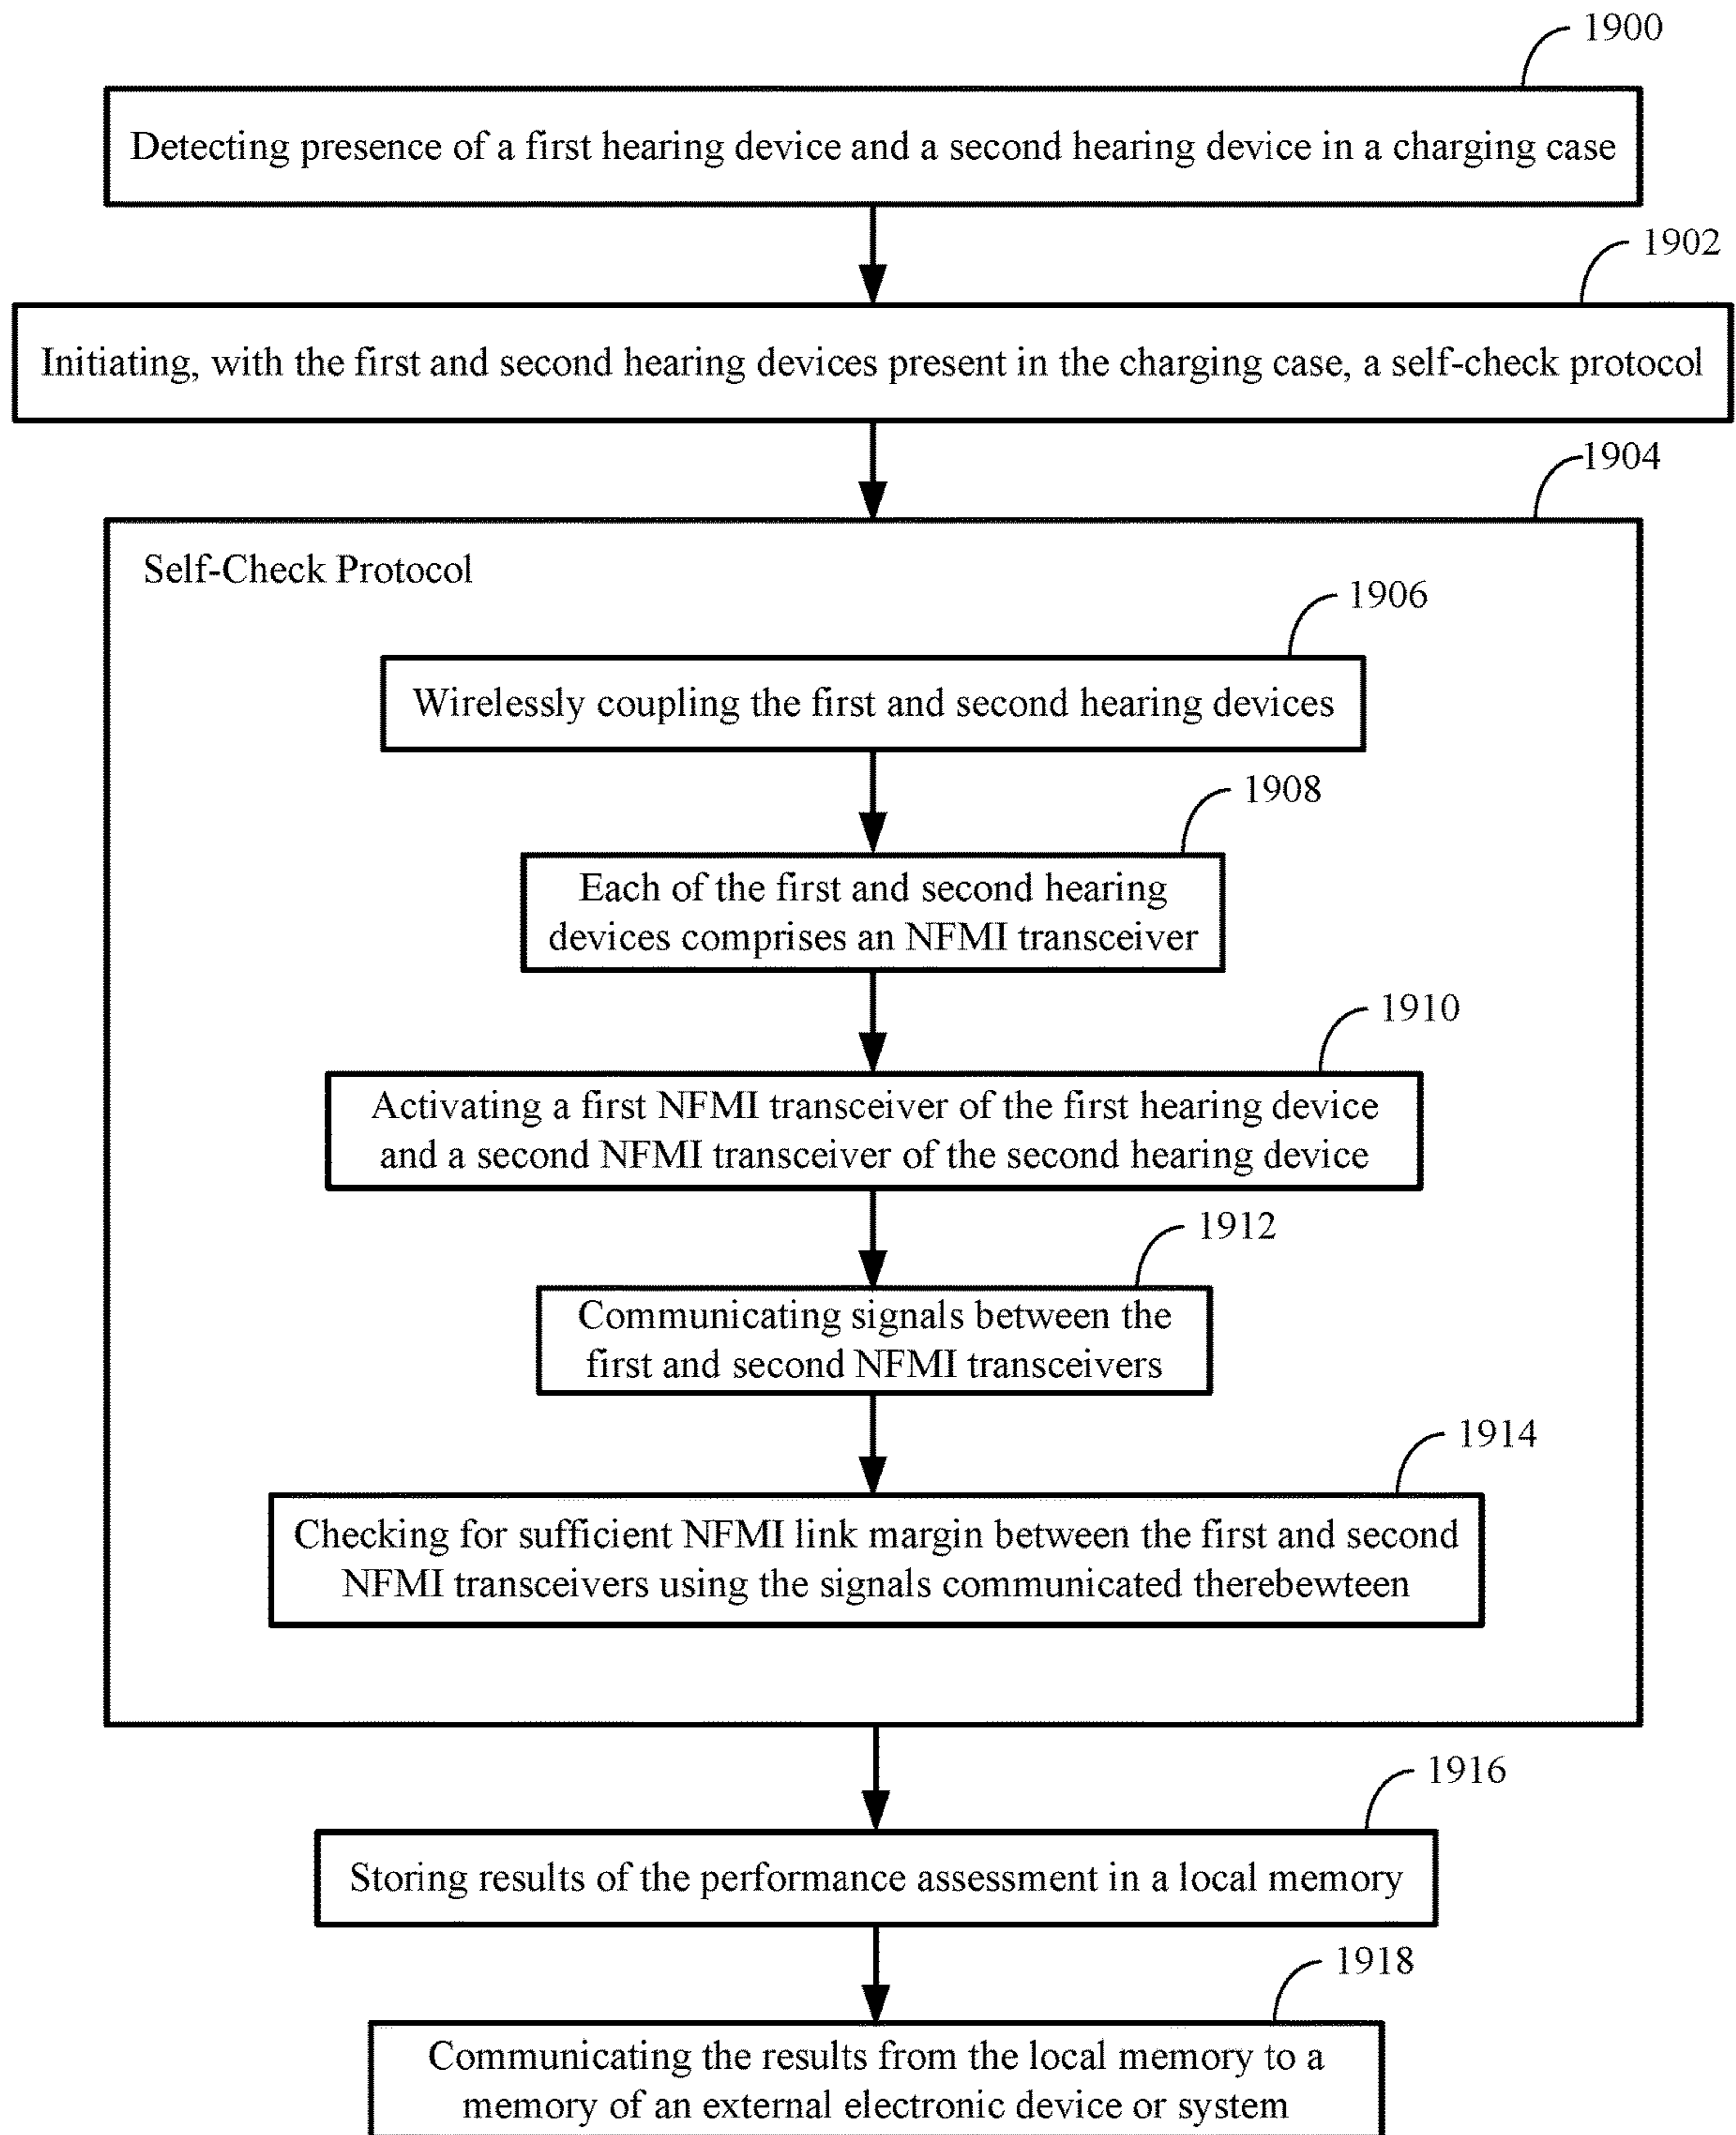 1900
Detecting presence of a first hearing device and a second hearing device in a charging case
1902
Initiating, with the first and second hearing devices present in the charging case, a self-check protocol
1904
Self-Check Protocol
1906
Wirelessly coupling the first and second hearing devices
1908
Each of the first and second hearing
devices comprises an NFMI transceiver
1910
Activating a first NFMI transceiver of the first hearing device
and a second NFMI transceiver of the second hearing device
1912
Communicating signals between the
first and second NFMI transceivers
1914
Checking for sufficient NFMI link margin between the first and second
NFMI transceivers using the signals communicated therebewteen
1916
Storing results of the performance assessment in a local memory
1918
Communicating the results from the local memory to a
memory of an external electronic device or system